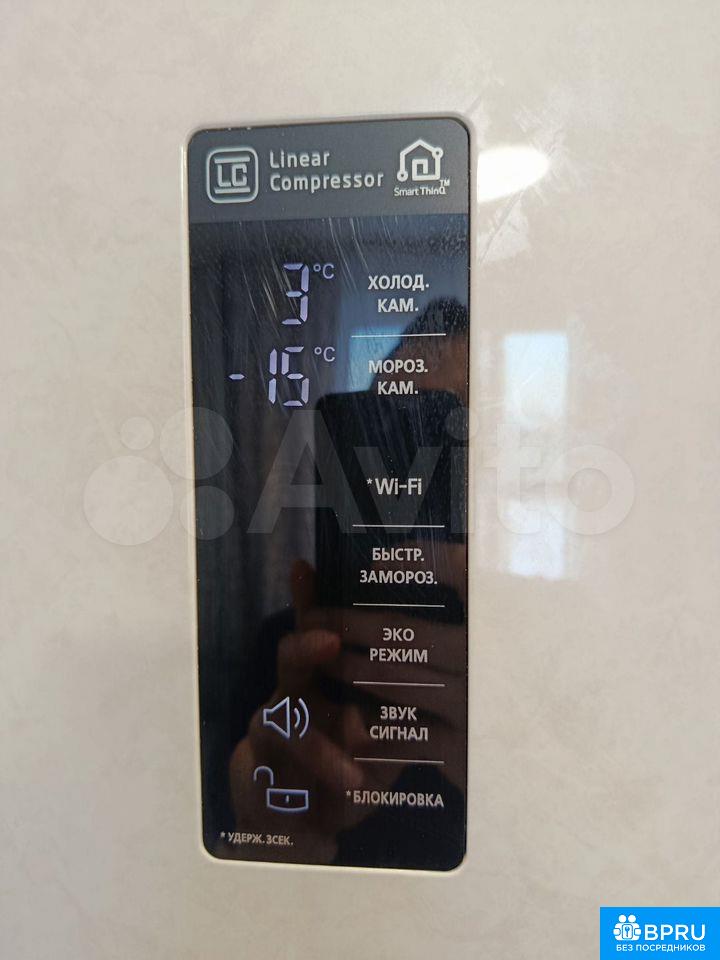 LC Linear
Compressor
Smart ThinQ™
3 °C
ХОЛОД.
КАМ.
-15 °C
МОРОЗ.
КАМ.
*Wi-Fi
Avito
БЫСТР.
ЗАМОРОЗ.
ЭКО
РЕЖИМ
ЗВУК
СИГНАЛ
*БЛОКИРОВКА
* УДЕРЖ. 3СЕК.
BPRU
БЕЗ ПОСРЕДНИКОВ